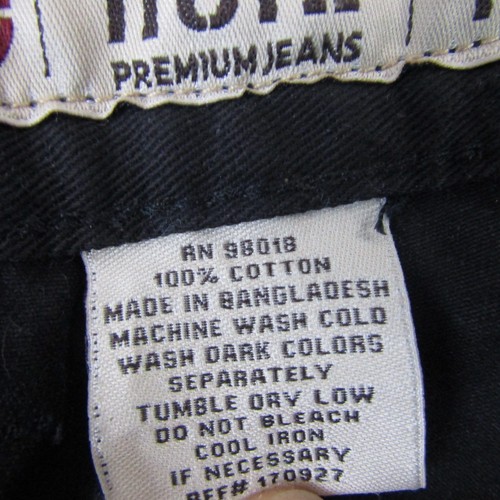 PREMIUM JEANS
RN 98018
100% COTTON
MADE IN BANGLADESH
MACHINE WASH COLD
WASH DARK COLORS
SEPARATELY
TUMBLE DRY LOW
DO NOT BLEACH
COOL IRON
IF NECESSARY
REF# 170927